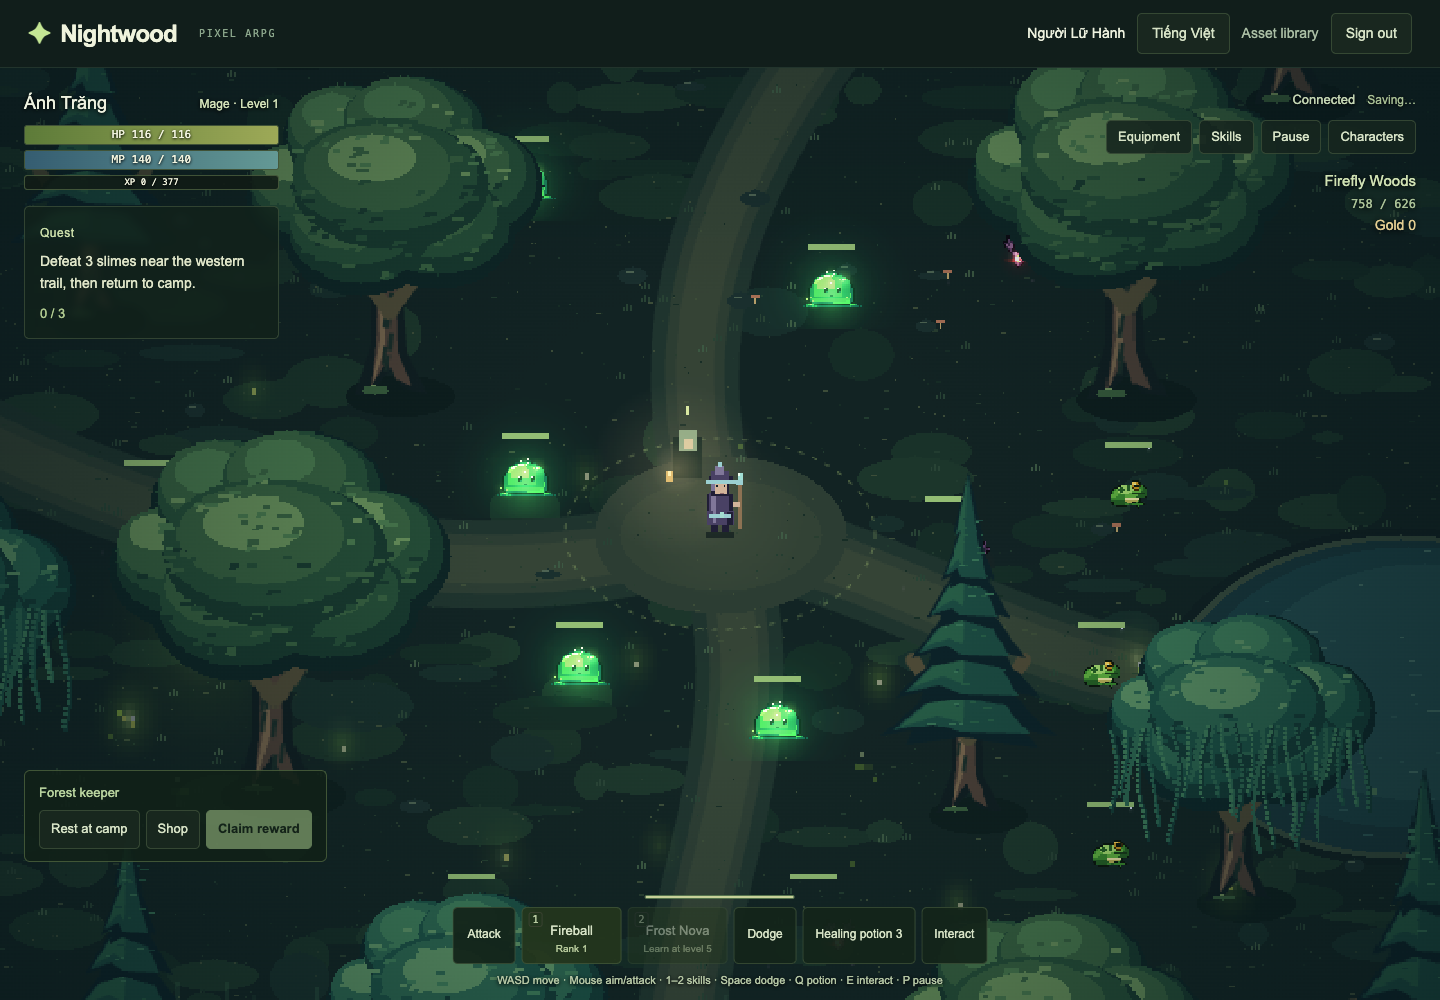 Nightwood
PIXEL ARPG
Người Lữ Hành
Tiếng Việt
Asset library
Sign out
Ánh Trăng
Mage · Level 1
HP 116 / 116
MP 140 / 140
XP 0 / 377
Quest
Defeat 3 slimes near the western
trail, then return to camp.
0 / 3
Connected
Saving...
Equipment
Skills
Pause
Characters
Firefly Woods
758 / 626
Gold 0
Forest keeper
Rest at camp
Shop
Claim reward
Attack
1
Fireball
Rank 1
2
Frost Nova
Learn at level 5
Dodge
Healing potion 3
Interact
WASD move · Mouse aim/attack · 1–2 skills · Space dodge · Q potion · E interact · P pause